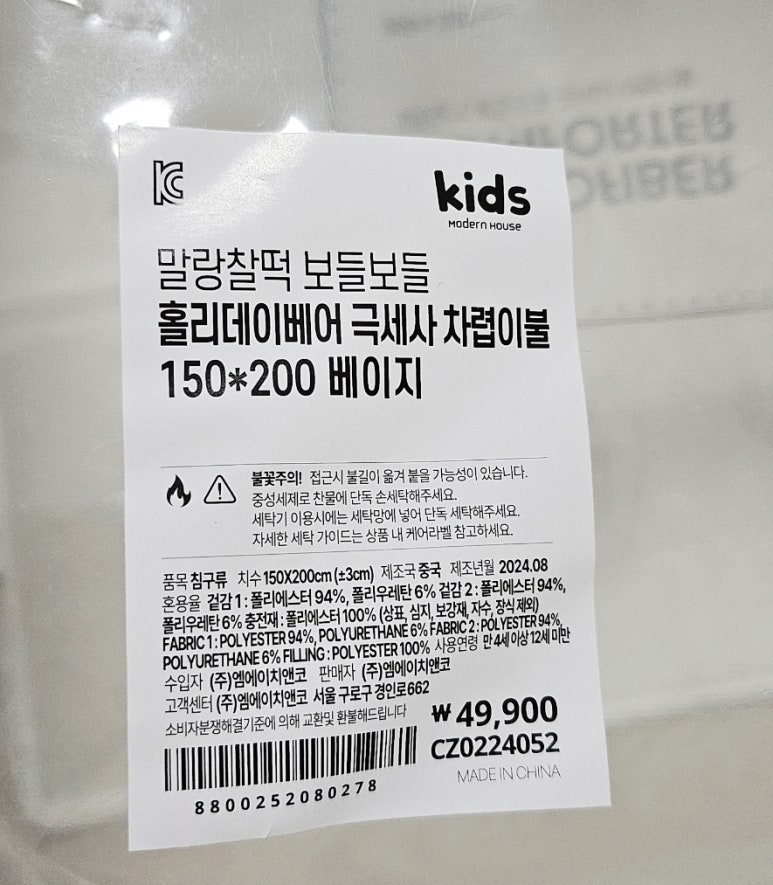 KC
kids
Modern House
말랑찰떡 보들보들
홀리데이베어 극세사 차렵이불
150*200 베이지
불꽃주의! 접근시 불길이 옮겨 붙을 가능성이 있습니다.
중성세제로 찬물에 단독 손세탁해주세요.
세탁기 이용시에는 세탁망에 넣어 단독 세탁해주세요.
자세한 세탁 가이드는 상품 내 케어라벨 참고하세요.
품목 침구류 치수 150X200cm (±3cm) 제조국 중국 제조년월 2024.08
혼용율 겉감 1 : 폴리에스터 94%, 폴리우레탄 6% 겉감 2 : 폴리에스터 94%,
폴리우레탄 6% 충전재 : 폴리에스터 100% (상표, 심지, 보강재, 자수, 장식 제외)
FABRIC 1 : POLYESTER 94%, POLYURETHANE 6% FABRIC 2 : POLYESTER 94%,
POLYURETHANE 6% FILLING : POLYESTER 100% 사용연령 만 4세 이상 12세 미만
수입자 (주)엠에이치앤코 판매자 (주)엠에이치앤코
고객센터 (주)엠에이치앤코 서울 구로구 경인로 662
소비자분쟁해결기준에 의해 교환및 환불해드립니다
₩49,900
CZ0224052
MADE IN CHINA
8800252080278